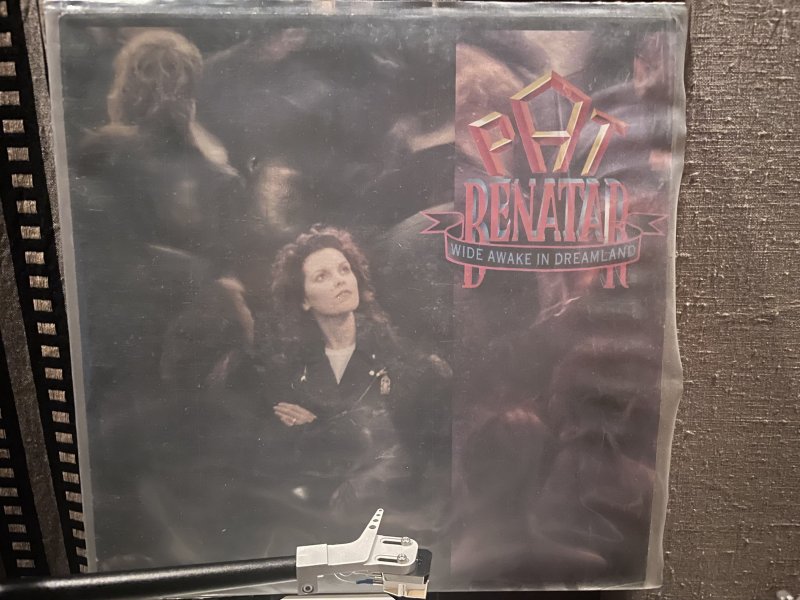 PAT
BENATAR
WIDE AWAKE IN DREAMLAND